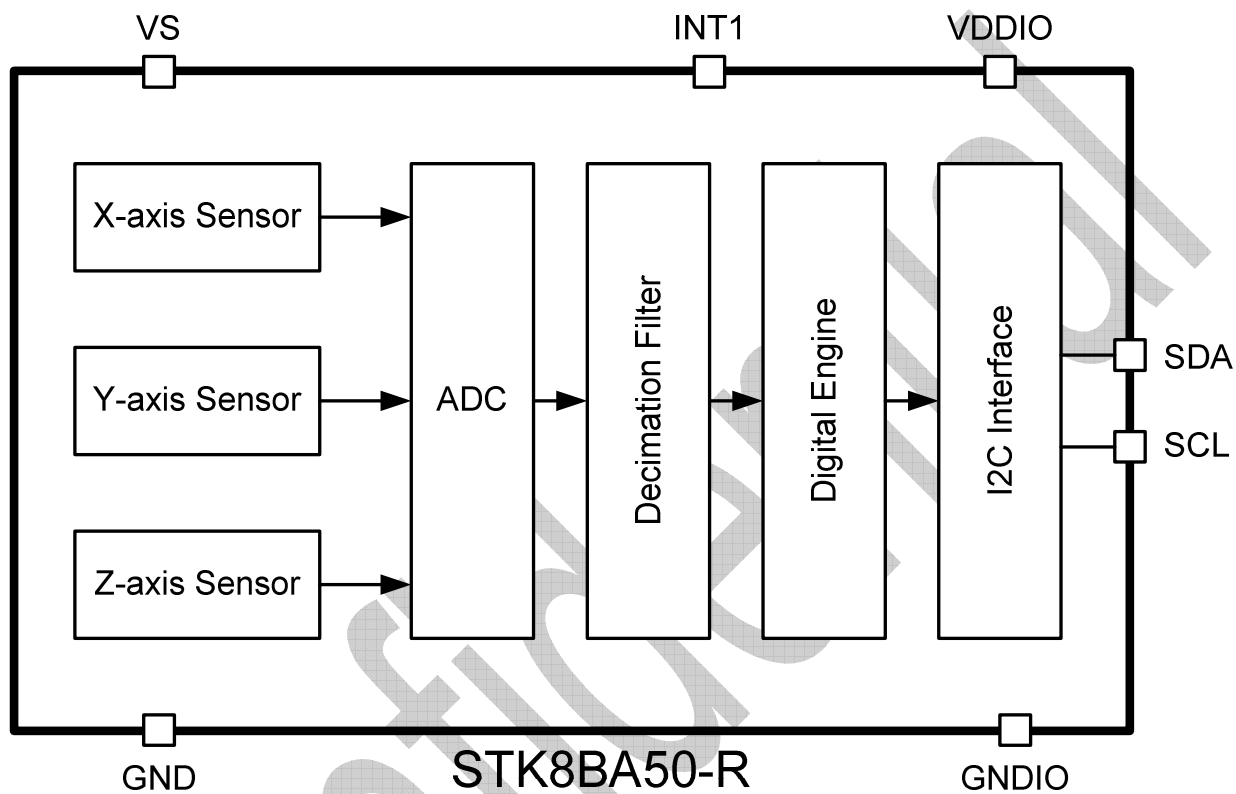 VS
INT1
VDDIO
X-axis Sensor
Y-axis Sensor
Z-axis Sensor
ADC
Decimation Filter
Digital Engine
I2C Interface
SDA
SCL
GND
STK8BA50-R
GNDIO